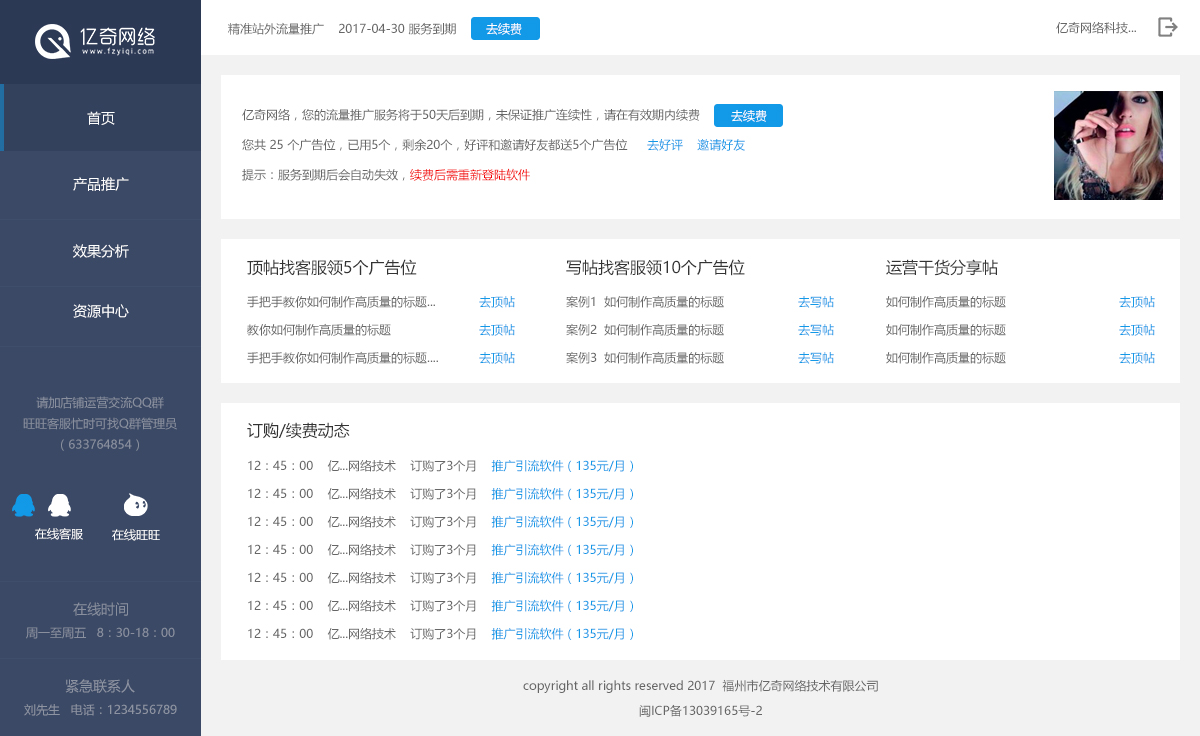 亿奇网络
www.fzyiqi.com
精准站外流量推广 2017-04-30 服务到期 去续费
亿奇网络科技...
首页
产品推广
效果分析
资源中心
请加店铺运营交流QQ群
旺旺客服忙时可找Q群管理员
（633764854）
在线客服 在线旺旺
在线时间
周一至周五 8：30-18：00
紧急联系人
刘先生 电话：1234556789
亿奇网络，您的流量推广服务将于50天后到期，未保证推广连续性，请在有效期内续费 去续费
您共 25 个广告位，已用5个，剩余20个，好评和邀请好友都送5个广告位 去好评 邀请好友
提示：服务到期后会自动失效，续费后需重新登陆软件
顶帖找客服领5个广告位
手把手教你如何制作高质量的标题... 去顶帖
教你如何制作高质量的标题 去顶帖
手把手教你如何制作高质量的标题.... 去顶帖
写帖找客服领10个广告位
案例1 如何制作高质量的标题 去写帖
案例2 如何制作高质量的标题 去写帖
案例3 如何制作高质量的标题 去写帖
运营干货分享帖
如何制作高质量的标题 去顶帖
如何制作高质量的标题 去顶帖
如何制作高质量的标题 去顶帖
订购/续费动态
12：45：00 亿...网络技术 订购了3个月 推广引流软件（135元/月）
12：45：00 亿...网络技术 订购了3个月 推广引流软件（135元/月）
12：45：00 亿...网络技术 订购了3个月 推广引流软件（135元/月）
12：45：00 亿...网络技术 订购了3个月 推广引流软件（135元/月）
12：45：00 亿...网络技术 订购了3个月 推广引流软件（135元/月）
12：45：00 亿...网络技术 订购了3个月 推广引流软件（135元/月）
12：45：00 亿...网络技术 订购了3个月 推广引流软件（135元/月）
copyright all rights reserved 2017 福州市亿奇网络技术有限公司
闽ICP备13039165号-2